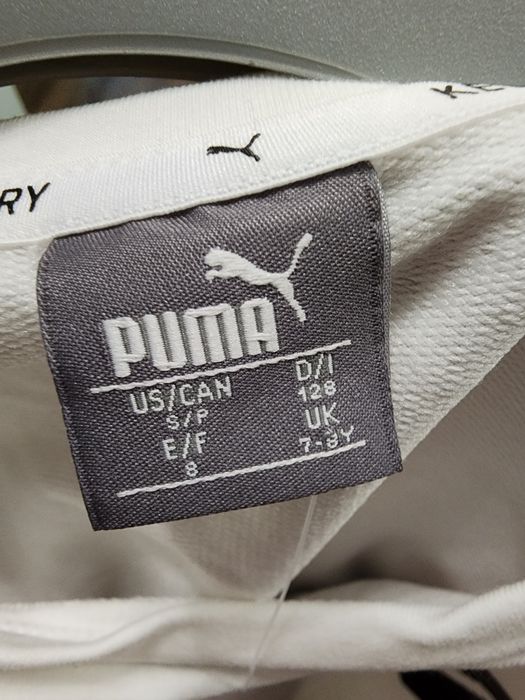 RY
PUMA
US/CAN D/I
S/P 128
E/F UK
8 7-8Y